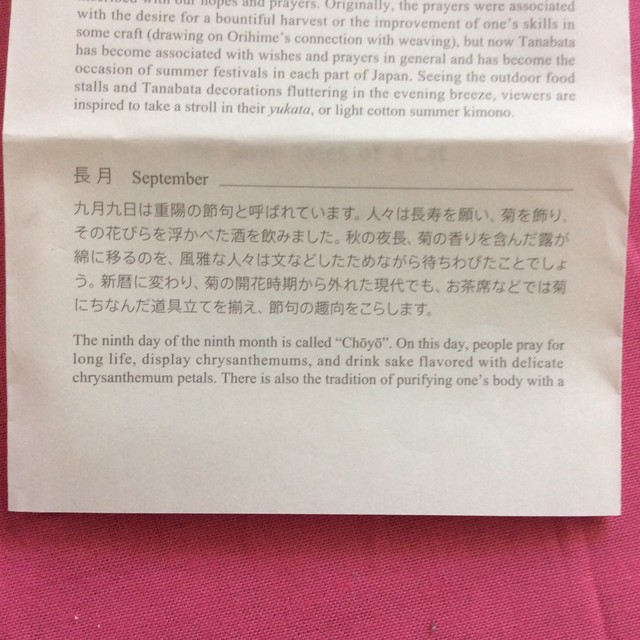 inscribed with our hopes and prayers. Originally, the prayers were associated
with the desire for a bountiful harvest or the improvement of one's skills in
some craft (drawing on Orihime's connection with weaving), but now Tanabata
has become associated with wishes and prayers in general and has become the
occasion of summer festivals in each part of Japan. Seeing the outdoor food
stalls and Tanabata decorations fluttering in the evening breeze, viewers are
inspired to take a stroll in their yukata, or light cotton summer kimono.
長月 September
九月九日は重陽の節句と呼ばれています。人々は長寿を願い、菊を飾り、
その花びらを浮かべた酒を飲みました。秋の夜長、菊の香りを含んだ露が
綿に移るのを、風雅な人々は文などしたためながら待ちわびたことでしょ
う。新暦に変わり、菊の開花時期から外れた現代でも、お茶席などでは菊
にちなんだ道具立てを揃え、節句の趣向をこらします。
The ninth day of the ninth month is called “Chōyō”. On this day, people pray for
long life, display chrysanthemums, and drink sake flavored with delicate
chrysanthemum petals. There is also the tradition of purifying one's body with a